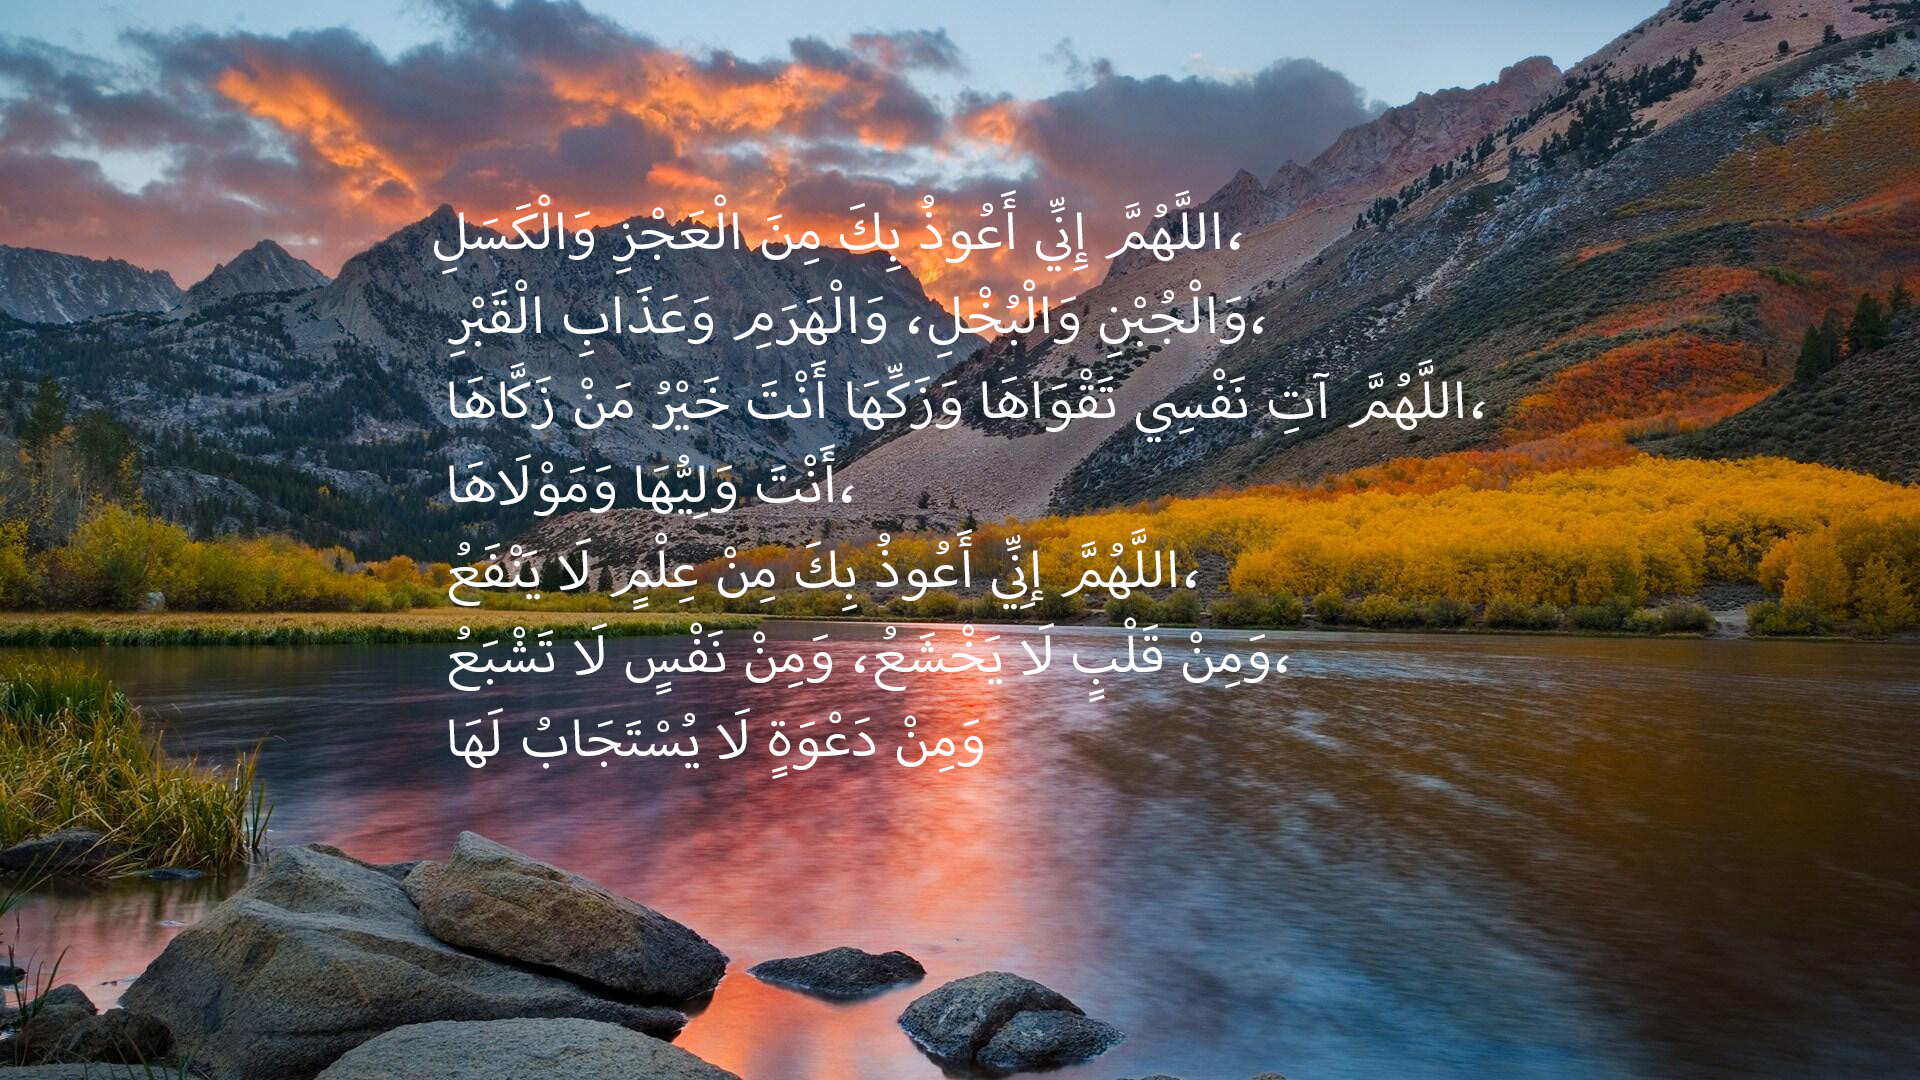 اللَّهُمَّ إِنِّي أَعُوذُ بِكَ مِنَ الْعَجْزِ وَالْكَسَلِ،
وَالْجُبْنِ وَالْبُخْلِ، وَالْهَرَمِ وَعَذَابِ الْقَبْرِ،
اللَّهُمَّ آتِ نَفْسِي تَقْوَاهَا وَزَكِّهَا أَنْتَ خَيْرُ مَنْ زَكَّاهَا،
أَنْتَ وَلِيُّهَا وَمَوْلَاهَا،
اللَّهُمَّ إِنِّي أَعُوذُ بِكَ مِنْ عِلْمٍ لَا يَنْفَعُ،
وَمِنْ قَلْبٍ لَا يَخْشَعُ، وَمِنْ نَفْسٍ لَا تَشْبَعُ،
وَمِنْ دَعْوَةٍ لَا يُسْتَجَابُ لَهَا